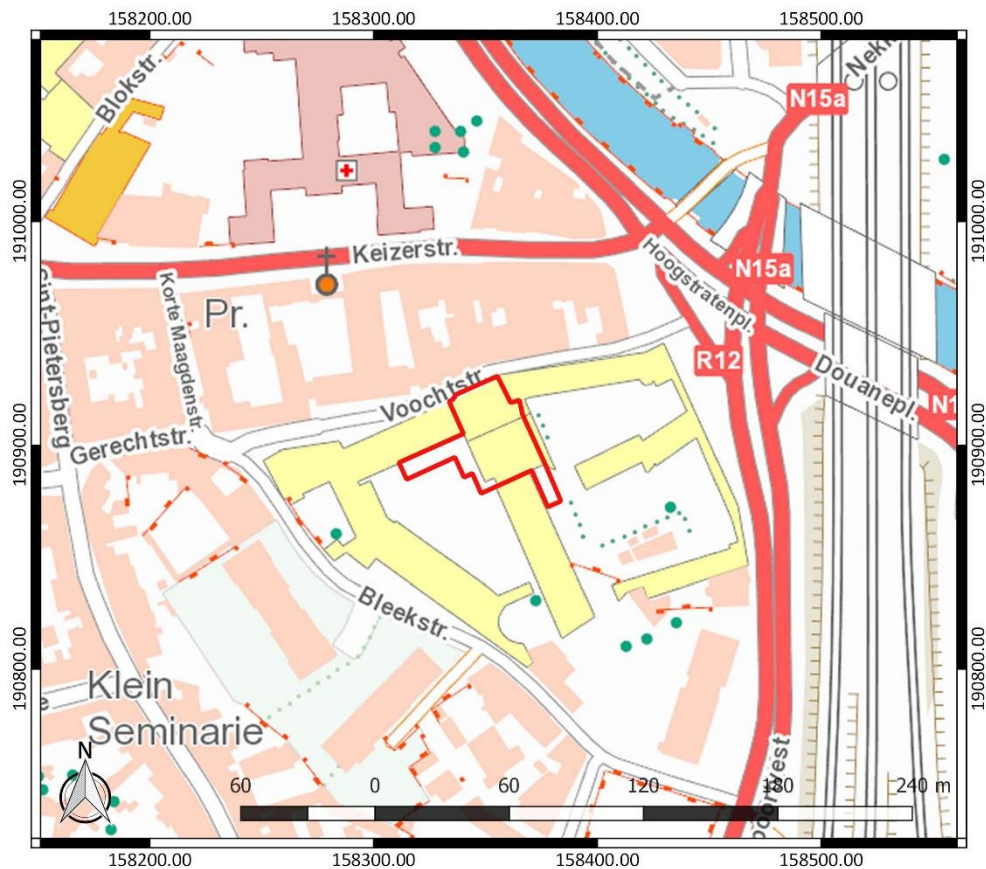 158200.00 158300.00 158400.00 158500.00
191000.00
190900.00
190800.00
191000.00
190900.00
190800.00
Blokstr.
Nekk
N15a
Keizerstr.
Hoogstratenpl.
N15a
Korte Maagdenstr.
Pr.
Sint-Pietersberg
R12
Douanepl.
N1
Voochtstr.
Gerechtstr.
Bleekstr.
Klein
Seminarie
e
N
60 0 60 120 180 240 m
158200.00 158300.00 158400.00 158500.00